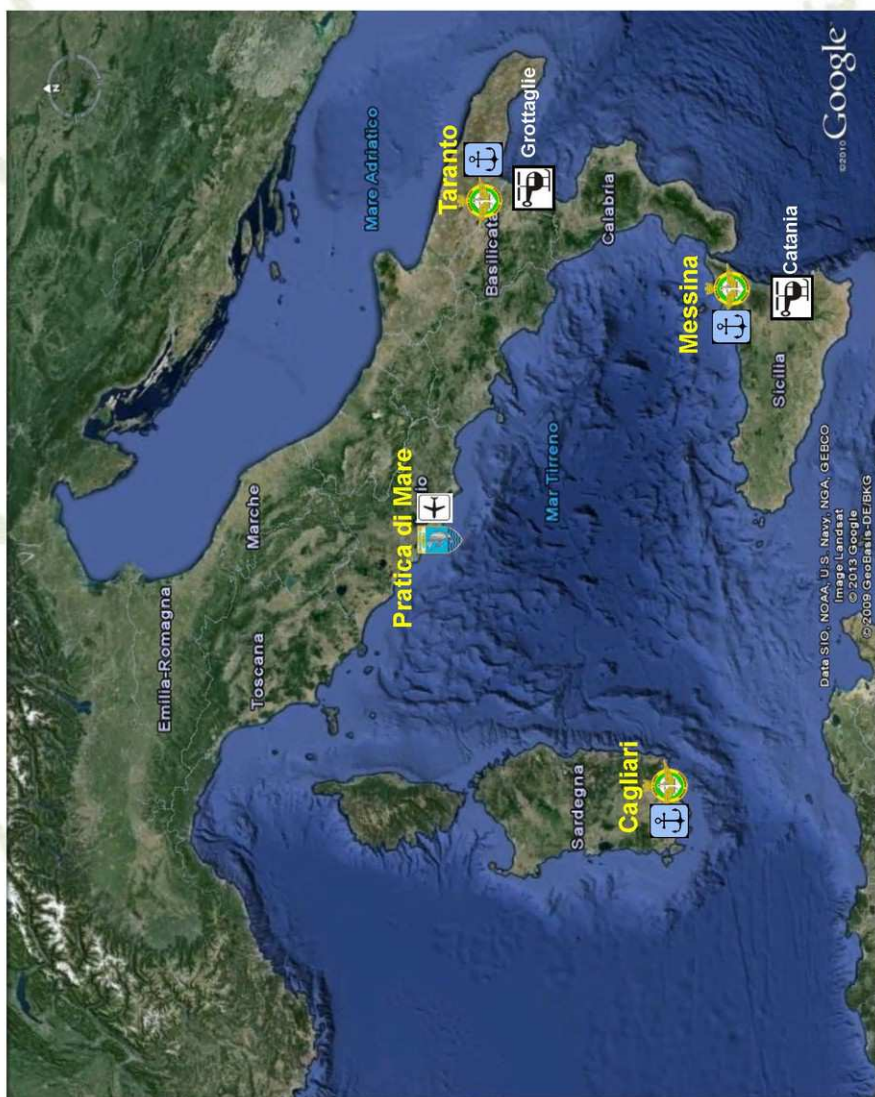 N
Mare Adriatico
Emilia-Romagna
Marche
Toscana
Pratica di Mare
io
Taranto
Basilicata
Grottaglie
Calabria
Mar Tirreno
Sardegna
Cagliari
Messina
Sicilia
Catania
Data SIO, NOAA, U.S. Navy, NGA, GEBCO
Image Landsat
© 2013 Google
© 2009 GeoBasis-DE/BKG
©2010 Google